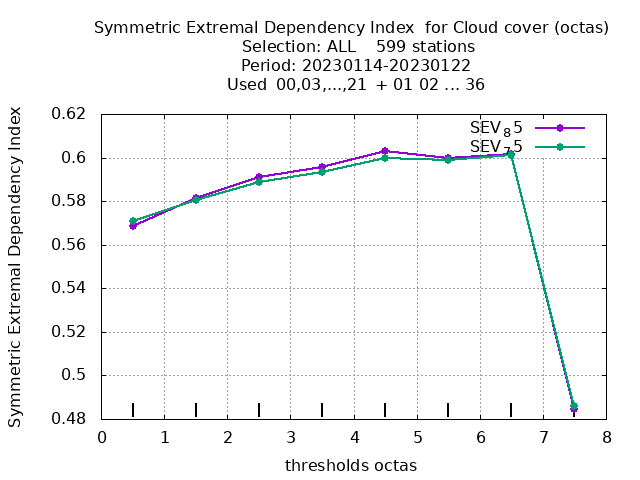 Symmetric Extremal Dependency Index  for Cloud cover (octas)
Selection: ALL    599 stations
Period: 20230114-20230122
Used  00,03,...,21  + 01 02 ... 36
Symmetric Extremal Dependency Index
0.62
0.6
0.58
0.56
0.54
0.52
0.5
0.48
SEV₈5
SEV₇5
0 1 2 3 4 5 6 7 8
thresholds octas